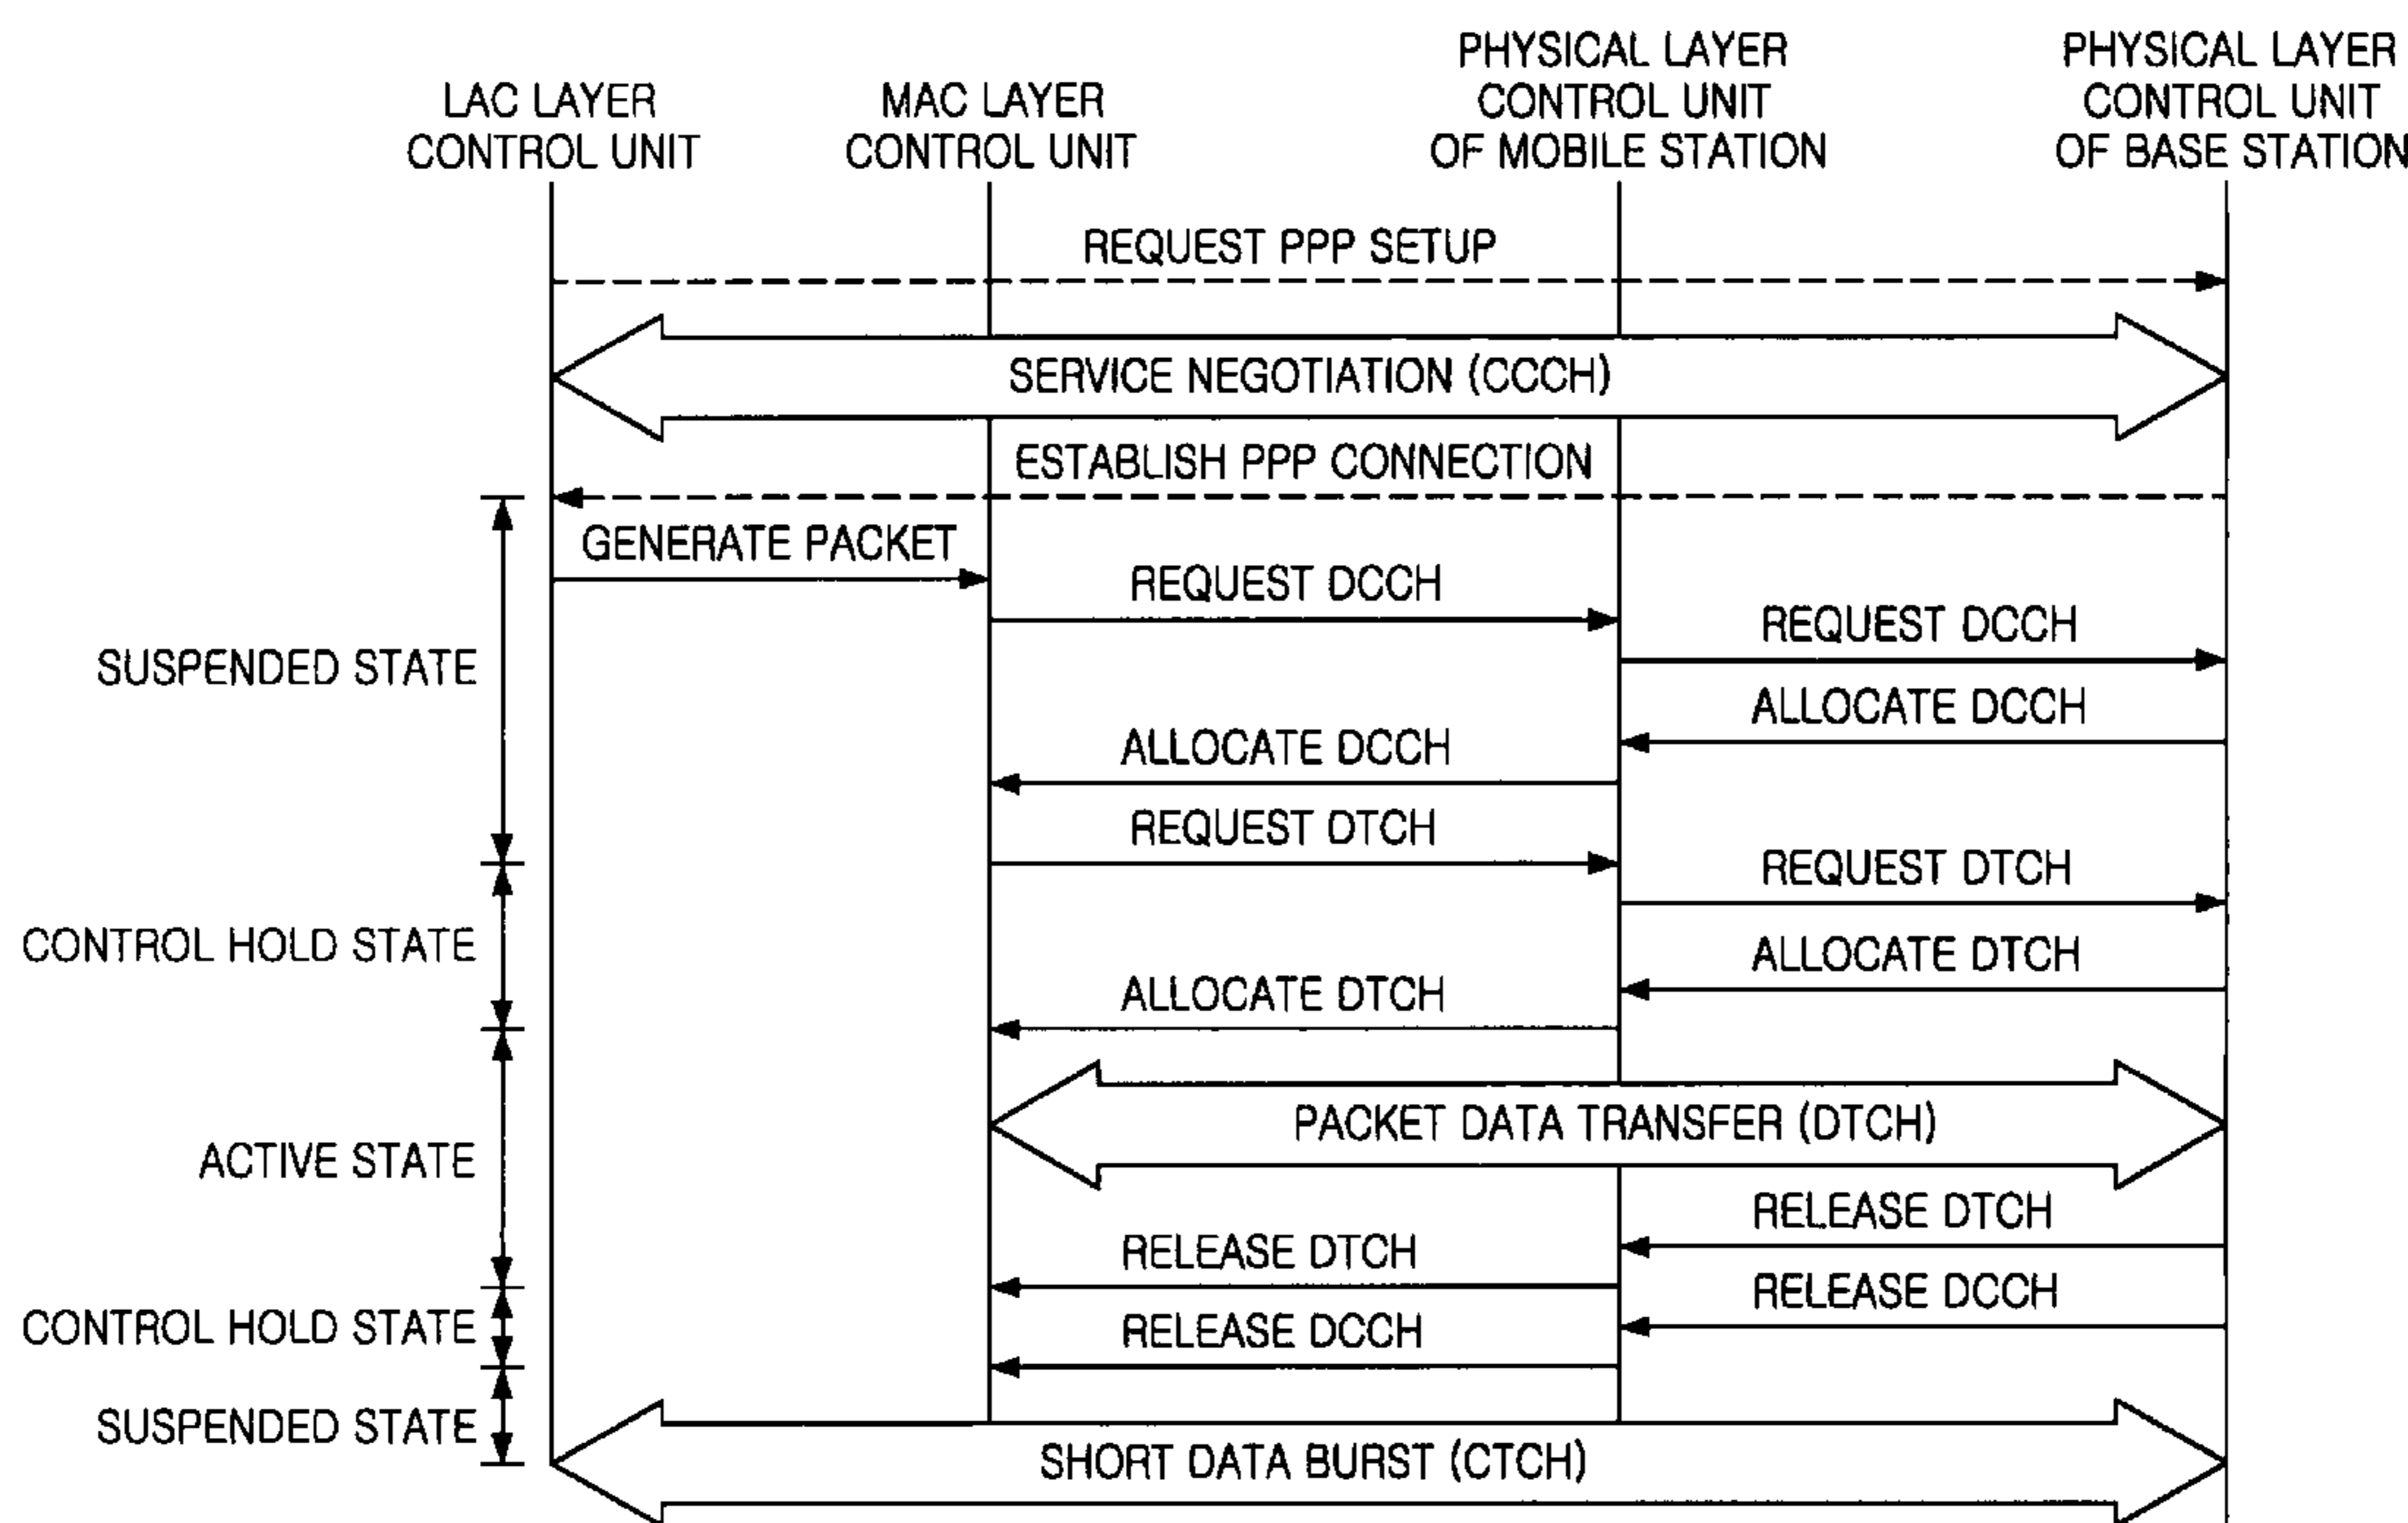 LAC LAYER
CONTROL UNIT
MAC LAYER
CONTROL UNIT
PHYSICAL LAYER
CONTROL UNIT
OF MOBILE STATION
PHYSICAL LAYER
CONTROL UNIT
OF BASE STATION
REQUEST PPP SETUP
SERVICE NEGOTIATION (CCCH)
ESTABLISH PPP CONNECTION
GENERATE PACKET
REQUEST DCCH
REQUEST DCCH
SUSPENDED STATE
ALLOCATE DCCH
ALLOCATE DCCH
REQUEST DTCH
REQUEST DTCH
CONTROL HOLD STATE
ALLOCATE DTCH
ALLOCATE DTCH
PACKET DATA TRANSFER (DTCH)
ACTIVE STATE
RELEASE DTCH
RELEASE DTCH
RELEASE DCCH
CONTROL HOLD STATE
RELEASE DCCH
SUSPENDED STATE
SHORT DATA BURST (CTCH)